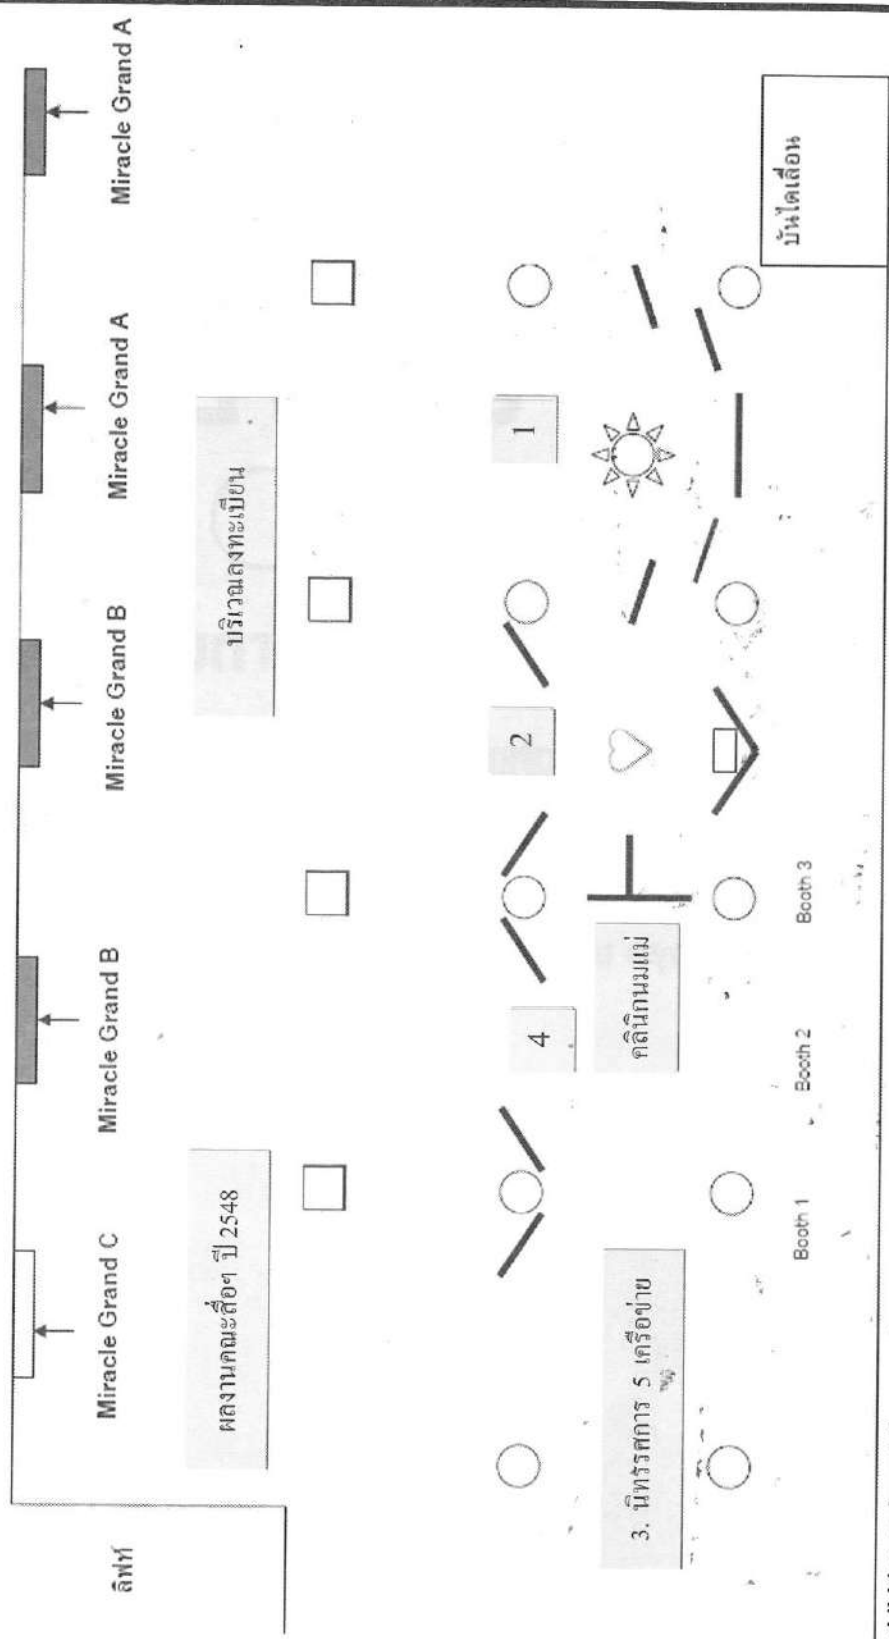 ลิฟท์
Miracle Grand C
Miracle Grand B
Miracle Grand B
Miracle Grand A
Miracle Grand A
ผลงานคณะสื่อฯ ปี 2548
บริเวณลงทะเบียน
4
2
1
3. นิทรรศการ 5 เครือข่าย
คลินิกนมแม่
Booth 1
Booth 2
Booth 3
บันไดเลื่อน